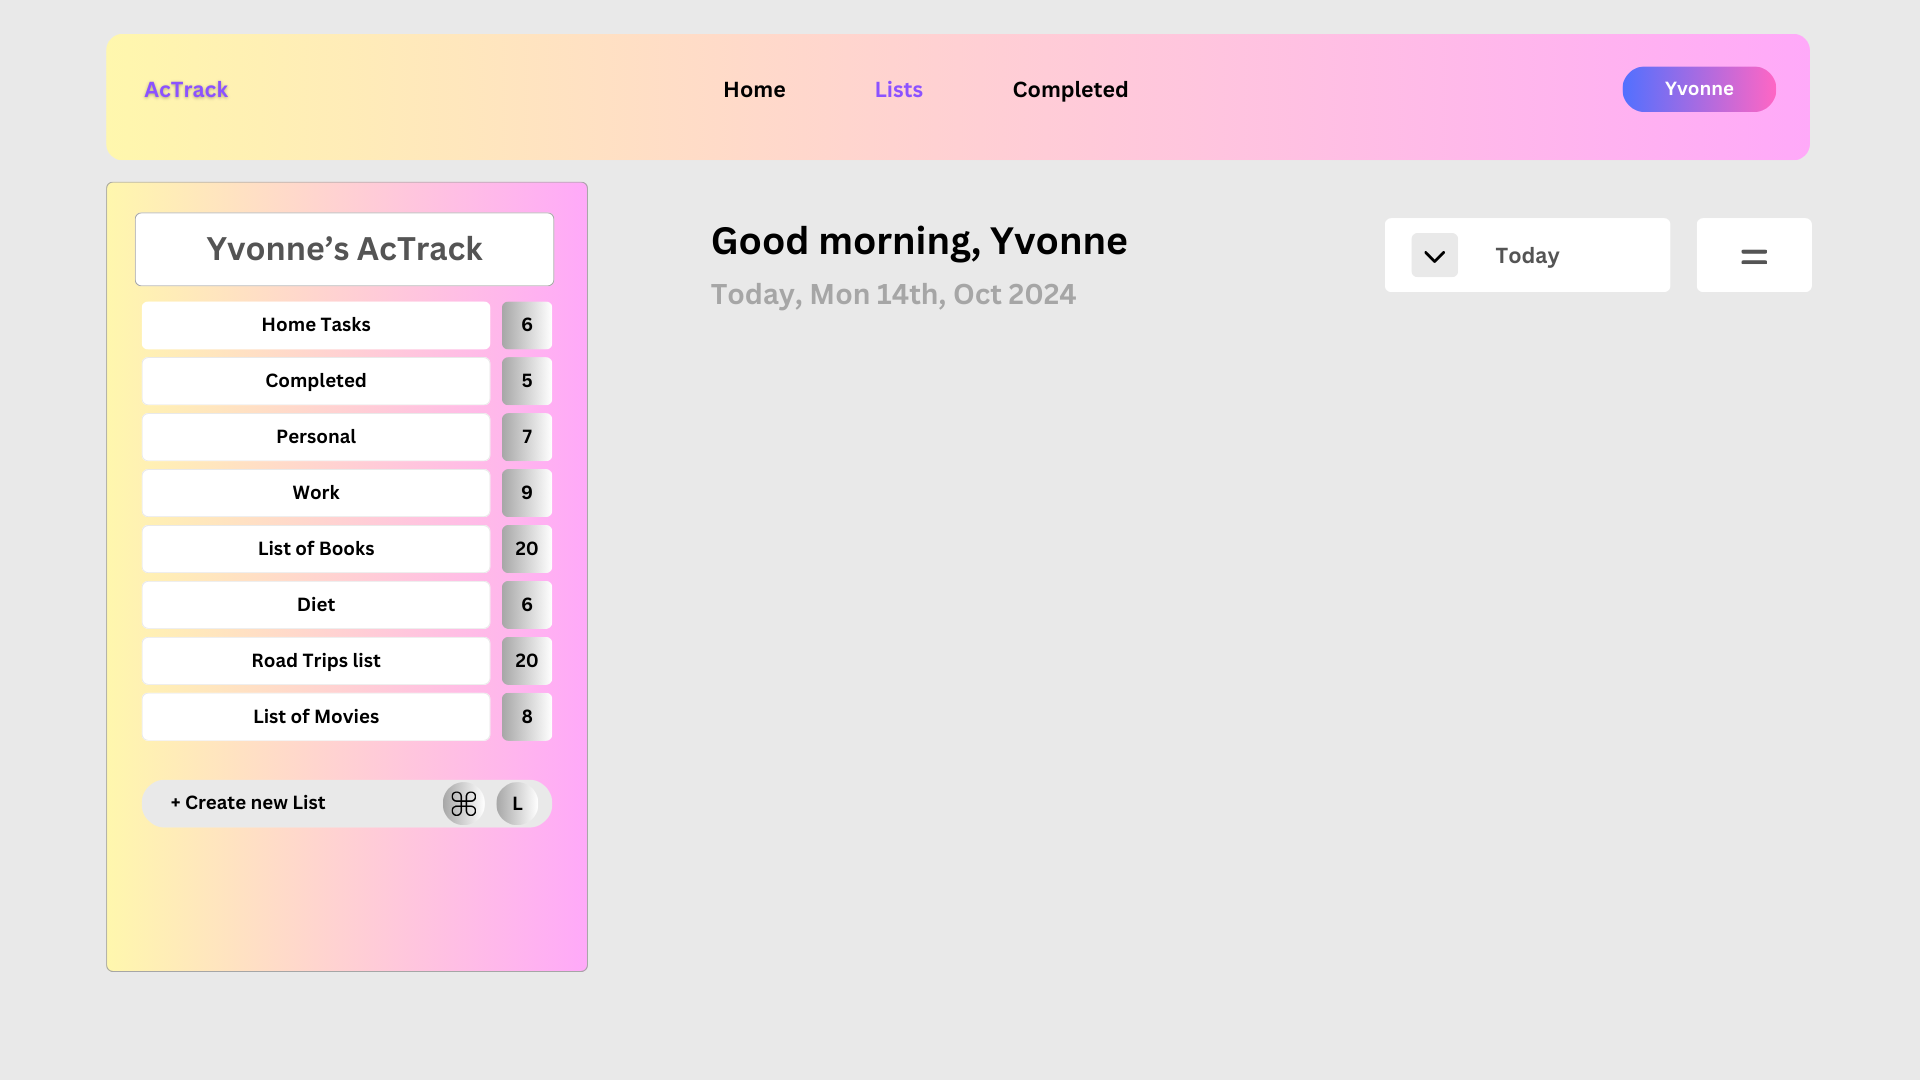 AcTrack
Home
Lists
Completed
Yvonne
Yvonne’s AcTrack
Home Tasks 6
Completed 5
Personal 7
Work 9
List of Books 20
Diet 6
Road Trips list 20
List of Movies 8
+ Create new List ⌘ L
Good morning, Yvonne
Today, Mon 14th, Oct 2024
Today